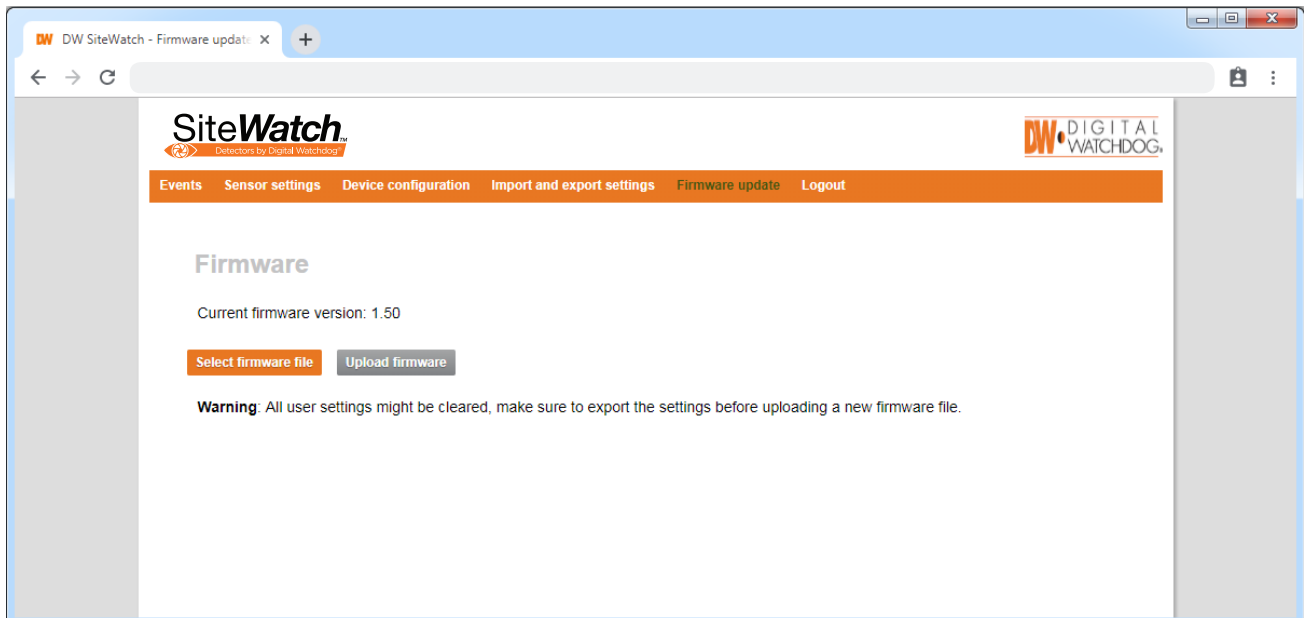 DW DW SiteWatch - Firmware update
SiteWatch™
Detectors by Digital Watchdog®
DW DIGITAL
WATCHDOG®
Events Sensor settings Device configuration Import and export settings Firmware update Logout
Firmware
Current firmware version: 1.50
Select firmware file Upload firmware
Warning: All user settings might be cleared, make sure to export the settings before uploading a new firmware file.